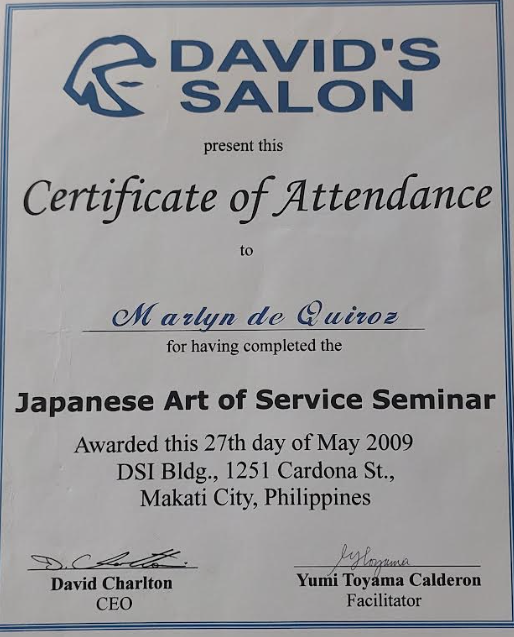 DAVID'S
SALON
present this
Certificate of Attendance
to
Marlyn de Quiroz
for having completed the
Japanese Art of Service Seminar
Awarded this 27th day of May 2009
DSI Bldg., 1251 Cardona St.,
Makati City, Philippines
David Charlton
CEO
Yumi Toyama Calderon
Facilitator